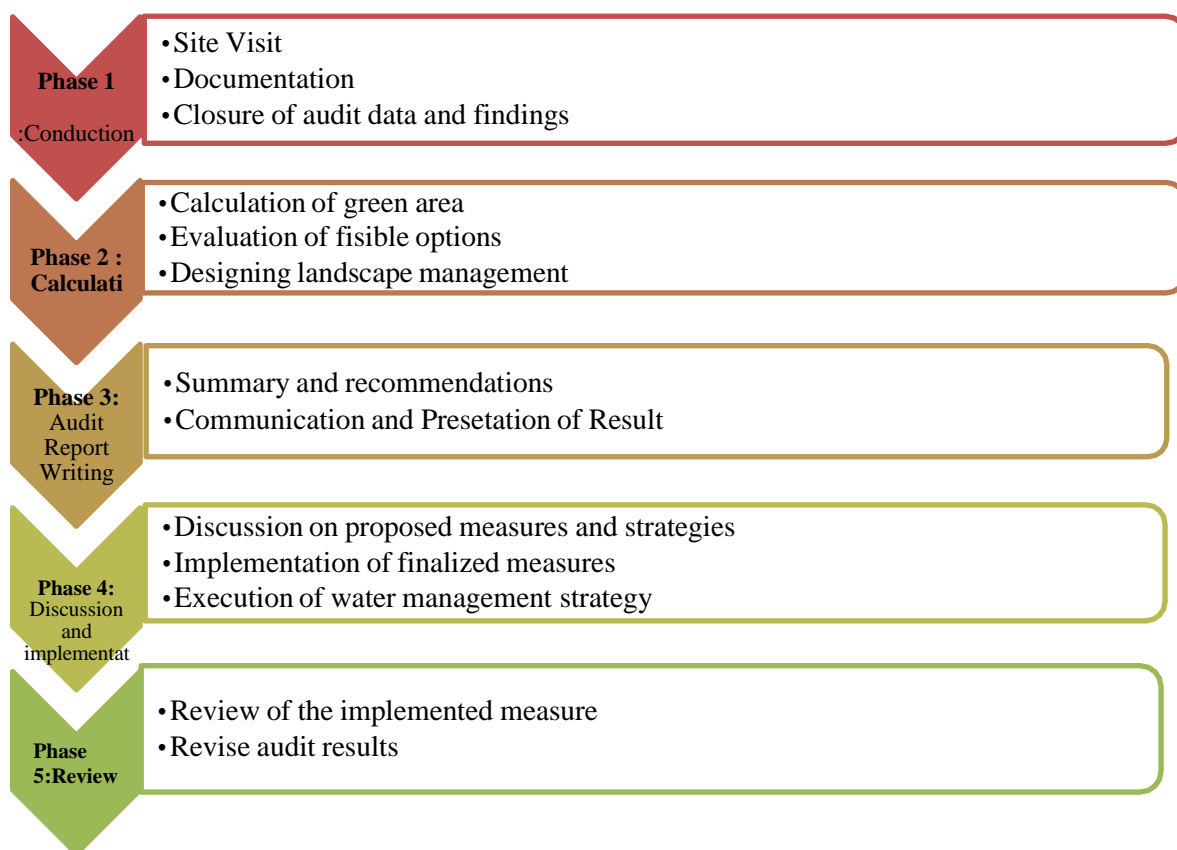 Phase 1
:Conduction
•Site Visit
•Documentation
•Closure of audit data and findings
Phase 2 :
Calculati
•Calculation of green area
•Evaluation of fisible options
•Designing landscape management
Phase 3:
Audit
Report
Writing
•Summary and recommendations
•Communication and Presetation of Result
Phase 4:
Discussion
and
implementat
•Discussion on proposed measures and strategies
•Implementation of finalized measures
•Execution of water management strategy
Phase
5:Review
•Review of the implemented measure
•Revise audit results